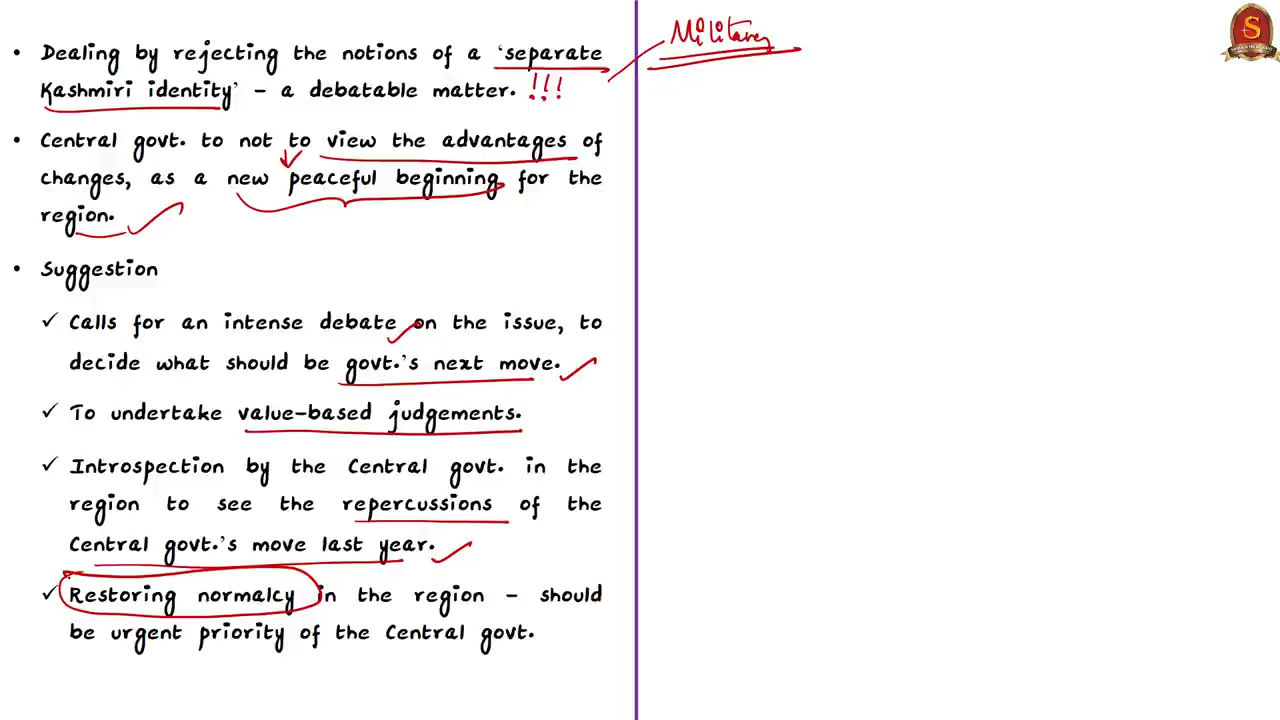 • Dealing by rejecting the notions of a 'separate
Kashmiri identity' – a debatable matter. !!!
Military
• Central govt. to not to view the advantages of
changes, as a new peaceful beginning for the
region.
• Suggestion
✓ Calls for an intense debate on the issue, to
decide what should be govt.'s next move.
✓ To undertake value-based judgements.
✓ Introspection by the Central govt. in the
region to see the repercussions of the
Central govt.'s move last year.
✓ Restoring normalcy in the region – should
be urgent priority of the Central govt.
S